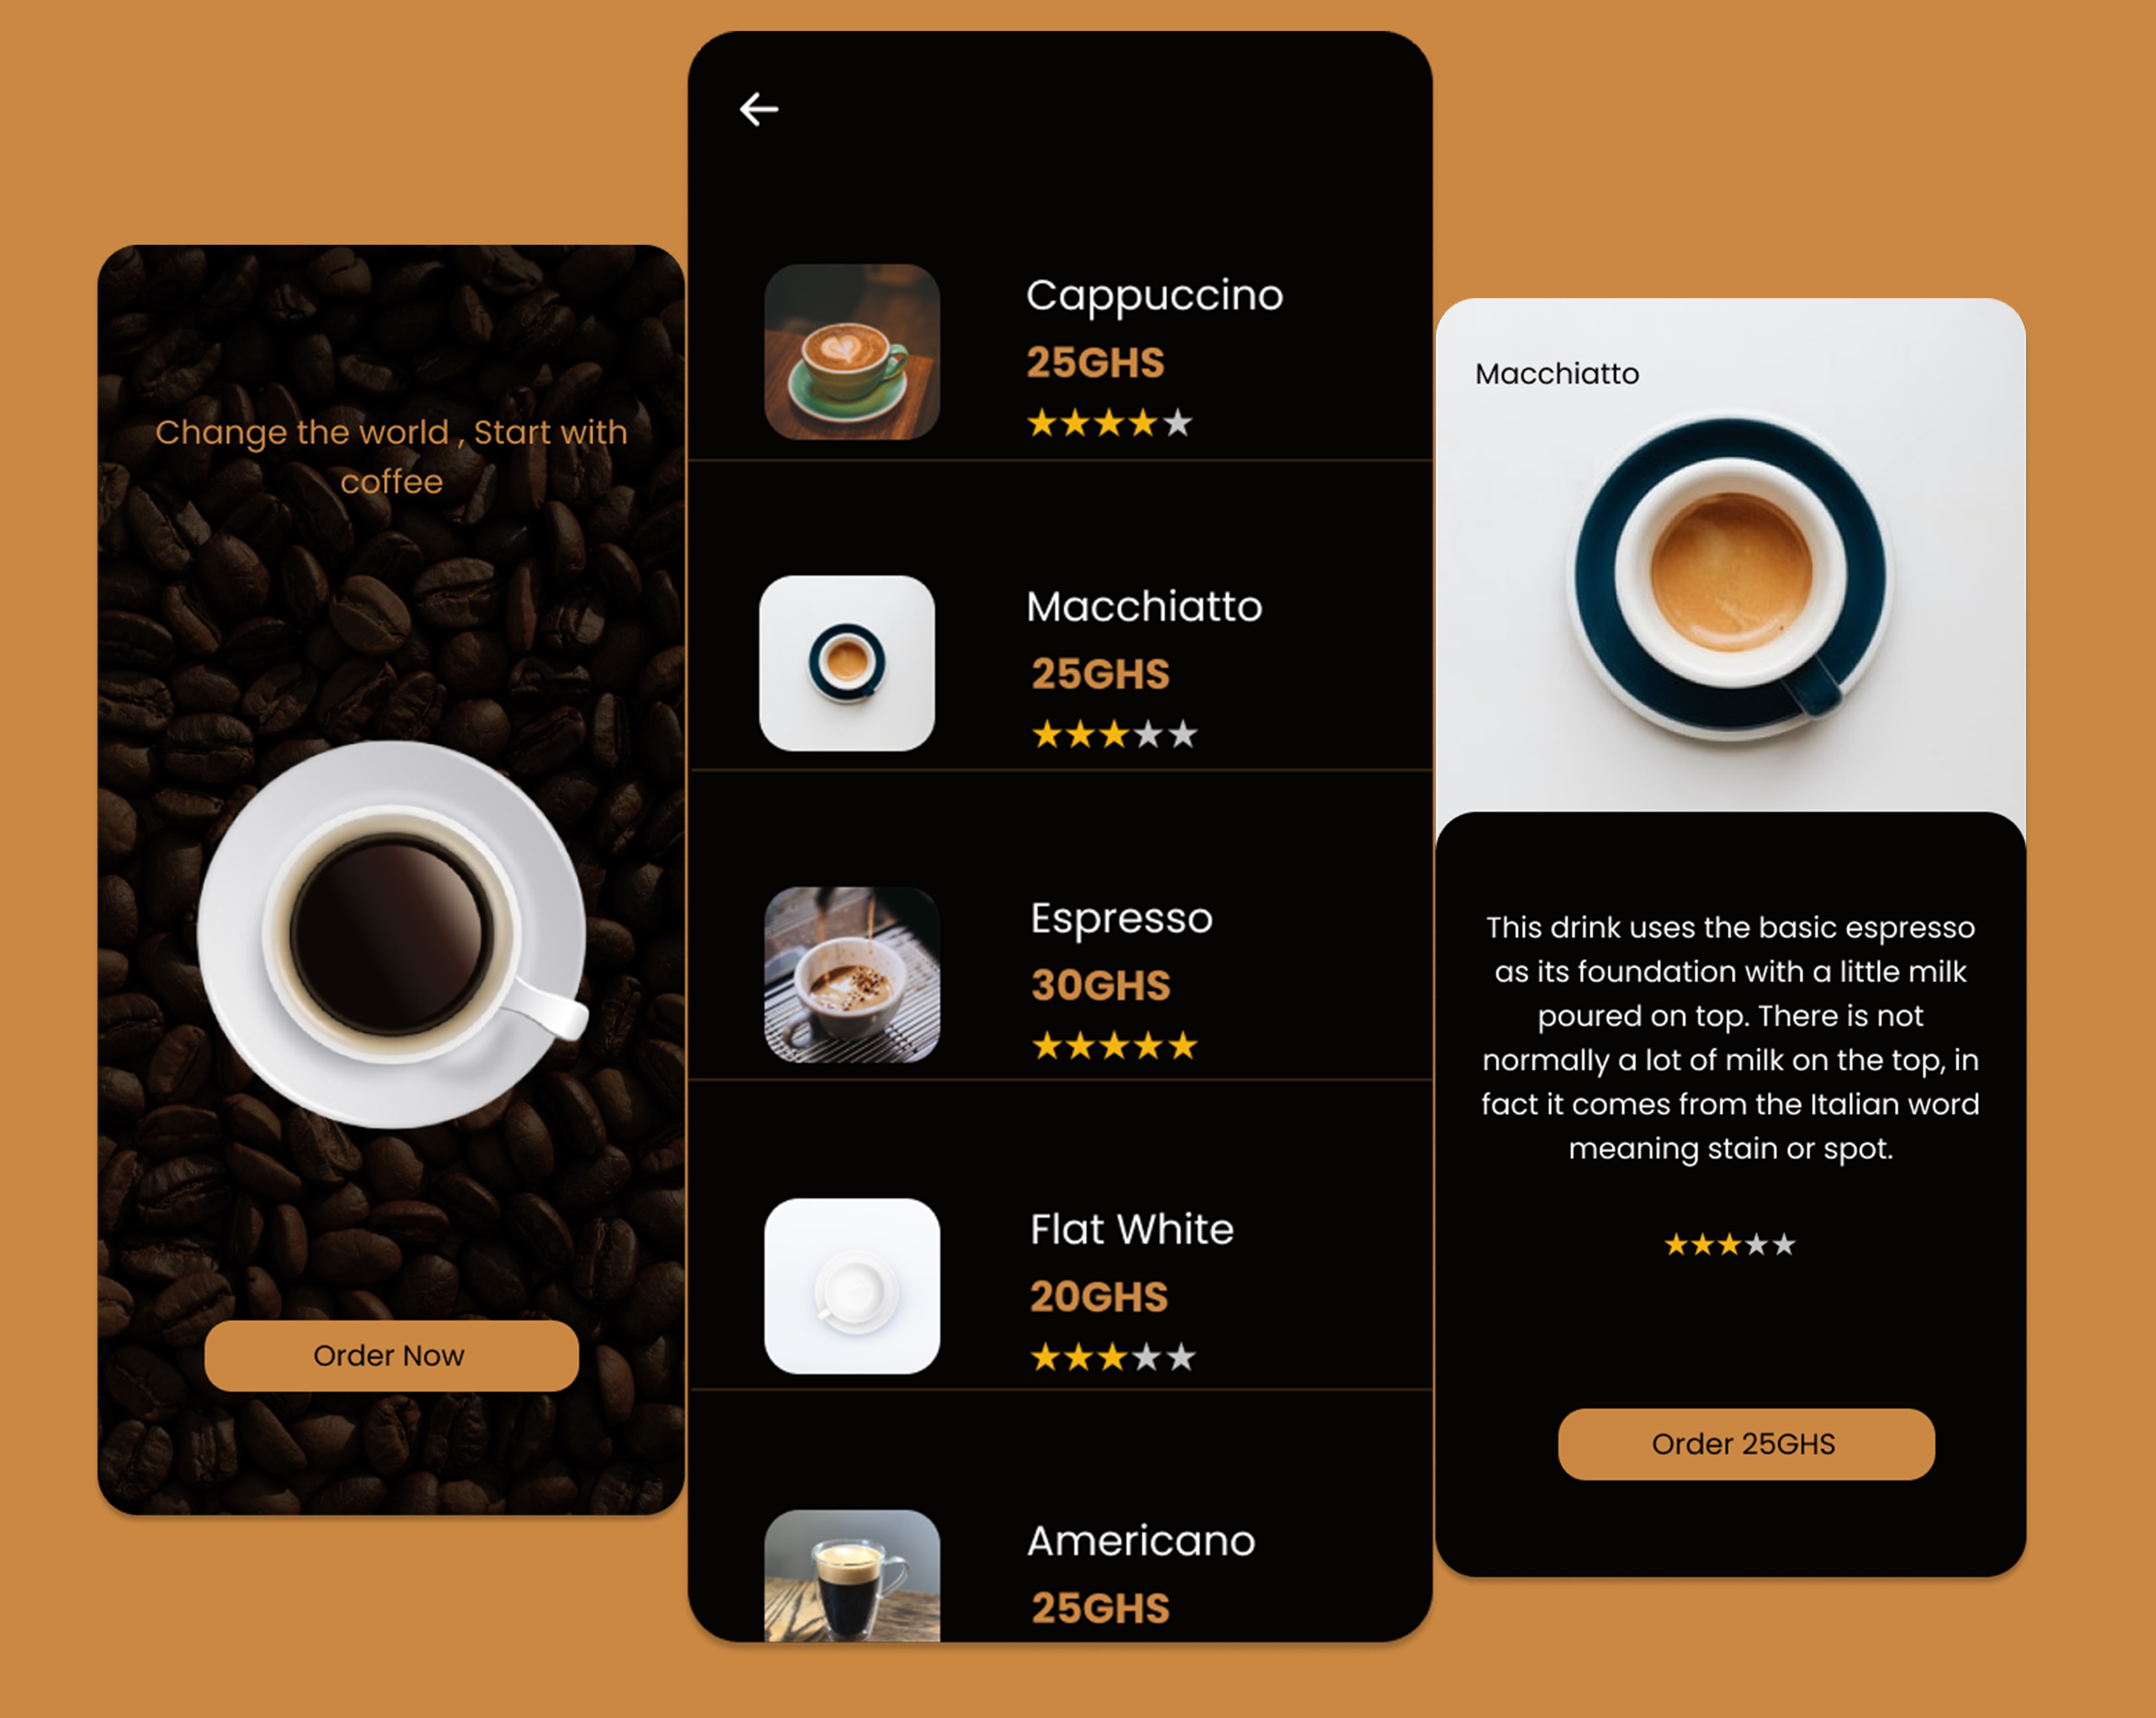 Change the world , Start with
coffee
Order Now
Cappuccino
25GHS
Macchiatto
25GHS
Espresso
30GHS
Flat White
20GHS
Americano
25GHS
Macchiatto
This drink uses the basic espresso
as its foundation with a little milk
poured on top. There is not
normally a lot of milk on the top, in
fact it comes from the Italian word
meaning stain or spot.
Order 25GHS